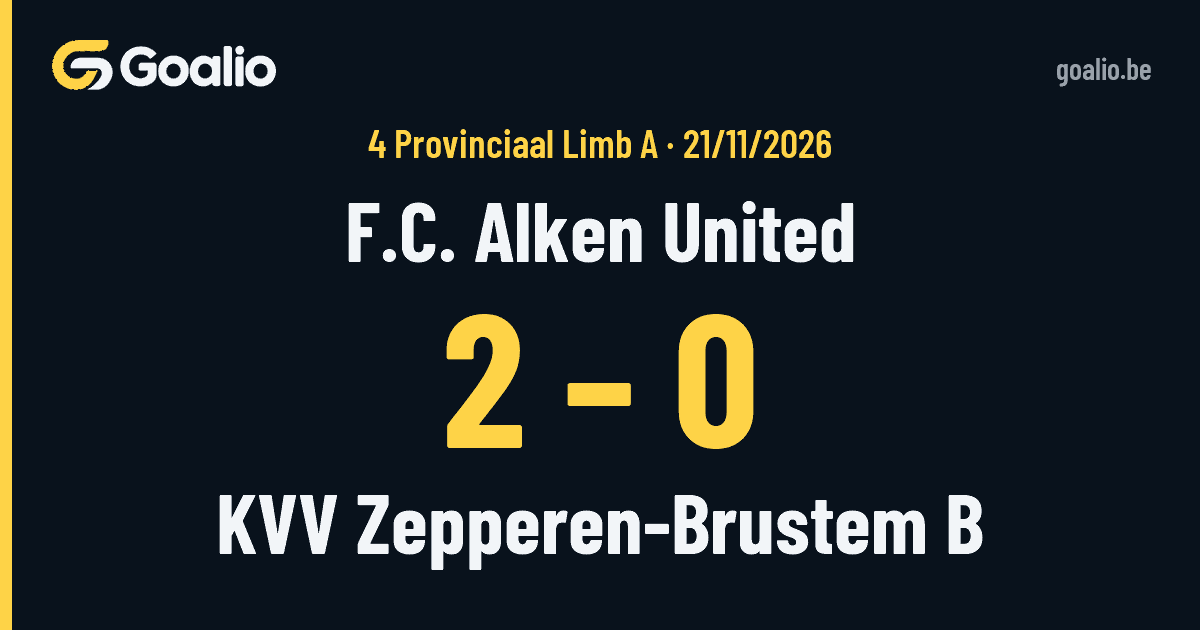 Goalio
goalio.be
4 Provinciaal Limb A · 21/11/2026
F.C. Alken United
2 - 0
KVV Zepperen-Brustem B